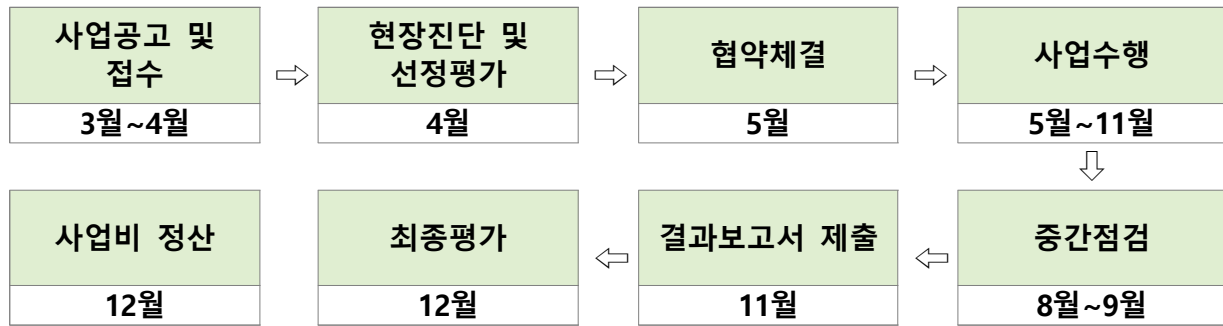 사업공고 및
접수
3월~4월
현장진단 및
선정평가
4월
협약체결
5월
사업수행
5월~11월
중간점검
8월~9월
결과보고서 제출
11월
최종평가
12월
사업비 정산
12월